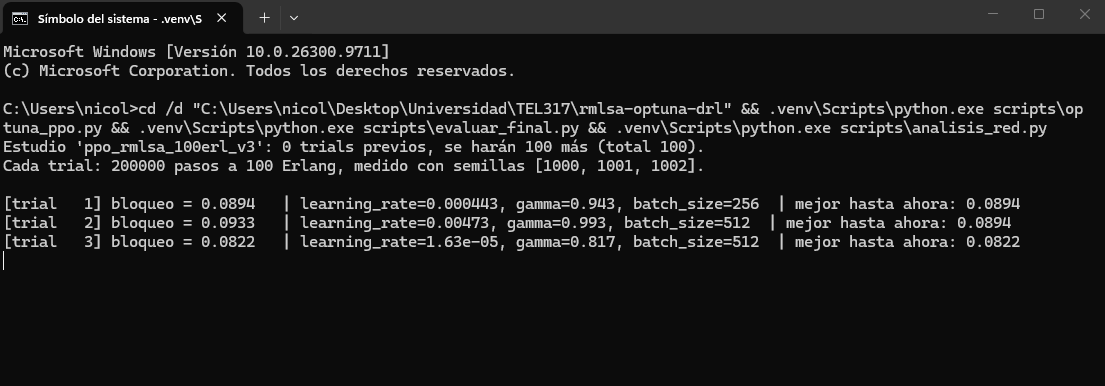 Símbolo del sistema - .venv\S
Microsoft Windows [Versión 10.0.26300.9711]
(c) Microsoft Corporation. Todos los derechos reservados.
C:\Users\nicol>cd /d "C:\Users\nicol\Desktop\Universidad\TEL317\rmlsa-optuna-drl" && .venv\Scripts\python.exe scripts\op
tuna_ppo.py && .venv\Scripts\python.exe scripts\evaluar_final.py && .venv\Scripts\python.exe scripts\analisis_red.py
Estudio 'ppo_rmlsa_100erl_v3': 0 trials previos, se harán 100 más (total 100).
Cada trial: 200000 pasos a 100 Erlang, medido con semillas [1000, 1001, 1002].
[trial   1] bloqueo = 0.0894   | learning_rate=0.000443, gamma=0.943, batch_size=256  | mejor hasta ahora: 0.0894
[trial   2] bloqueo = 0.0933   | learning_rate=0.00473, gamma=0.993, batch_size=512  | mejor hasta ahora: 0.0894
[trial   3] bloqueo = 0.0822   | learning_rate=1.63e-05, gamma=0.817, batch_size=512  | mejor hasta ahora: 0.0822